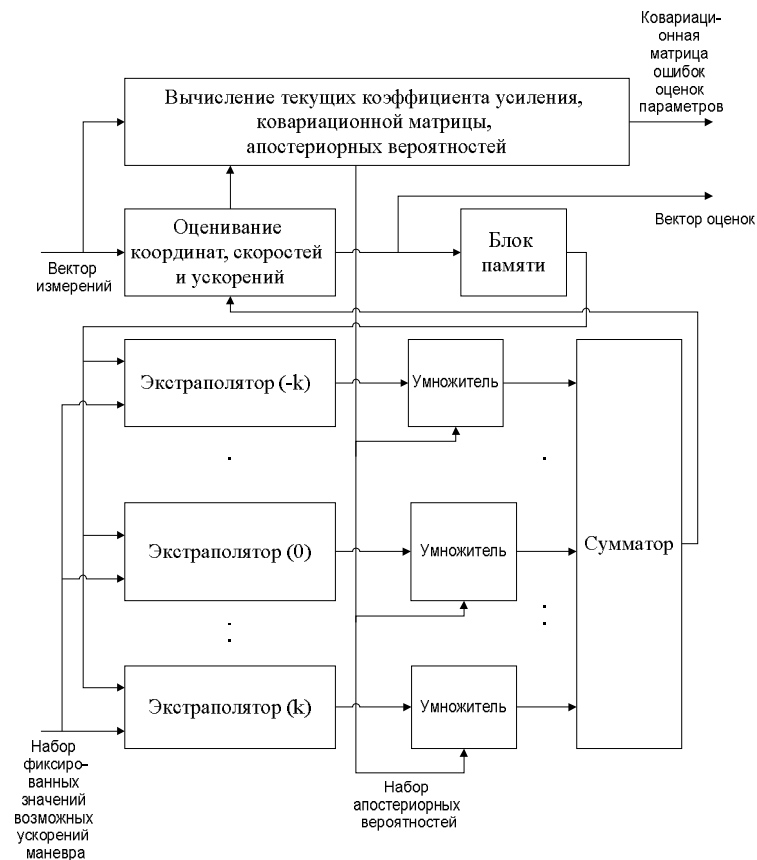 Ковариаци-
онная
матрица
ошибок
оценок
параметров
Вычисление текущих коэффициента усиления,
ковариационной матрицы,
апостериорных вероятностей
Вектор оценок
Оценивание
координат, скоростей
и ускорений
Блок
памяти
Вектор
измерений
Экстраполятор (-k)
Умножитель
Экстраполятор (0)
Умножитель
Сумматор
Экстраполятор (k)
Умножитель
Набор
фиксиро-
ванных
значений
возможных
ускорений
маневра
Набор
апостериорных
вероятностей